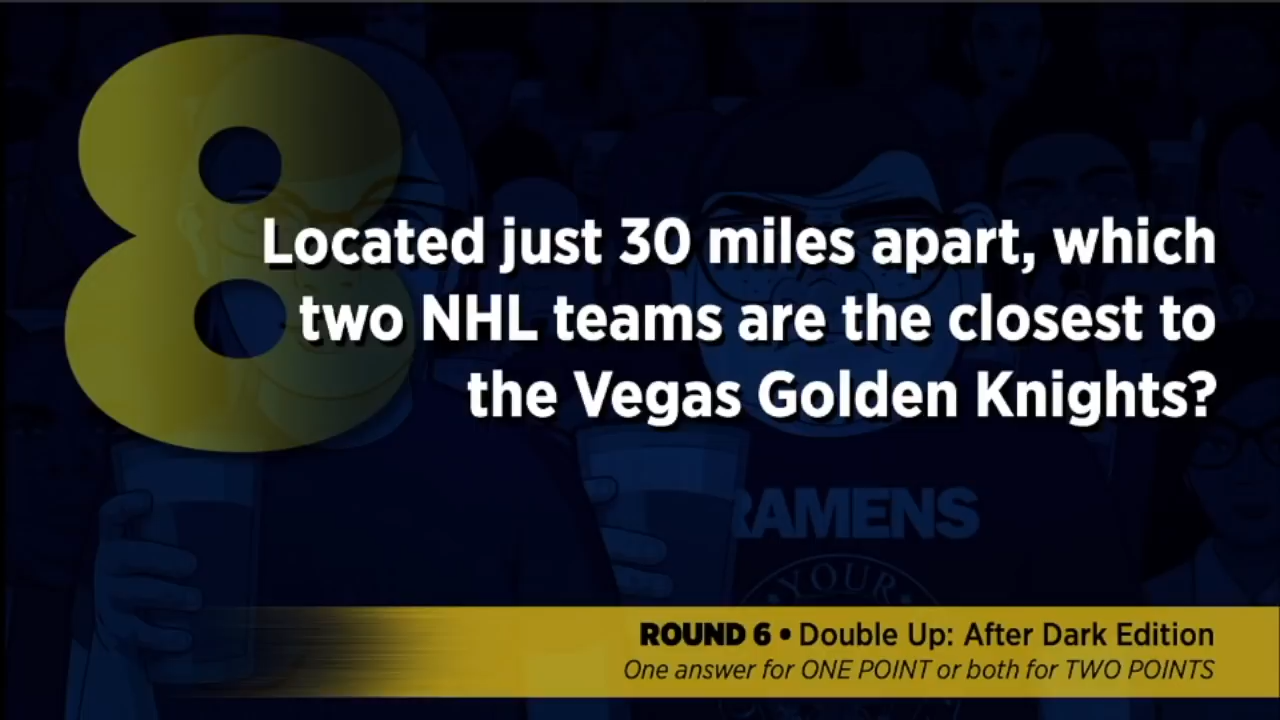 8
Located just 30 miles apart, which
two NHL teams are the closest to
the Vegas Golden Knights?
RAMENS
YOUR
ROUND 6 • Double Up: After Dark Edition
One answer for ONE POINT or both for TWO POINTS